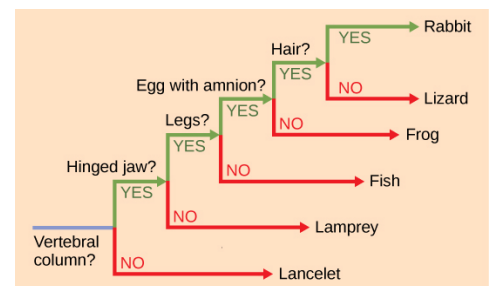 Rabbit
YES
Hair?
NO
Lizard
YES
Egg with amnion?
NO
Frog
YES
Legs?
NO
Fish
YES
Hinged jaw?
NO
Lamprey
YES
Vertebral
column?
NO
Lancelet